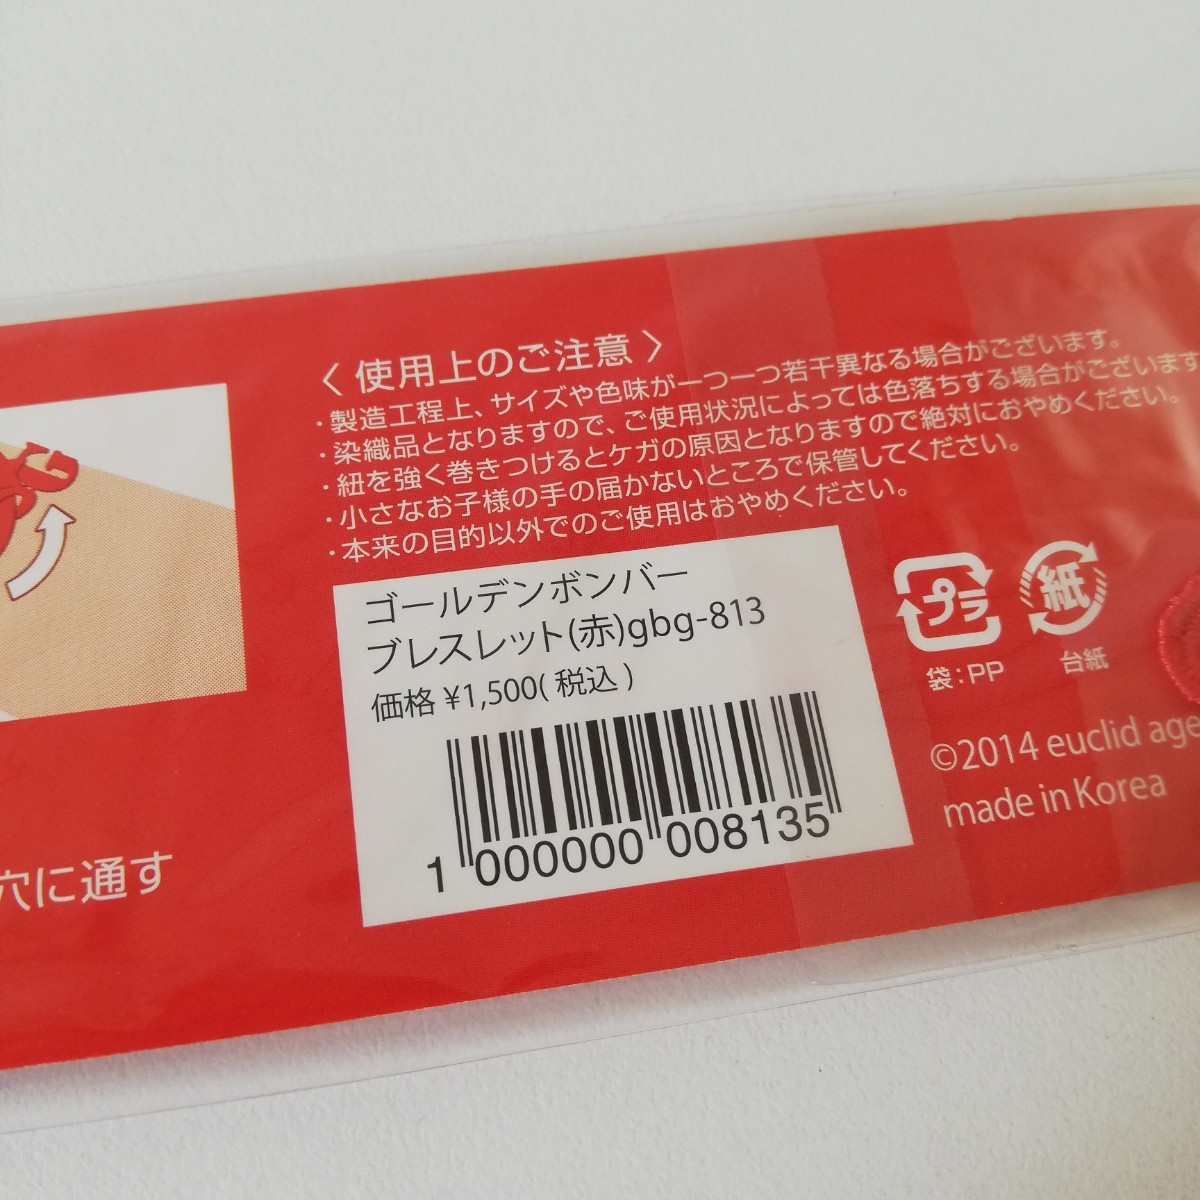 〈 使用上のご注意 〉
・製造工程上、サイズや色味が一つ一つ若干異なる場合がございます。
・染織品となりますので、ご使用状況によっては色落ちする場合がございます
・紐を強く巻きつけるとケガの原因となりますので絶対におやめください。
・小さなお子様の手の届かないところで保管してください。
・本来の目的以外でのご使用はおやめください。
ゴールデンボンバー
ブレスレット(赤)gbg-813
価格 ¥1,500( 税込 )
1 000000 008135
プラ
袋：PP
紙
台紙
©2014 euclid age
made in Korea
穴に通す